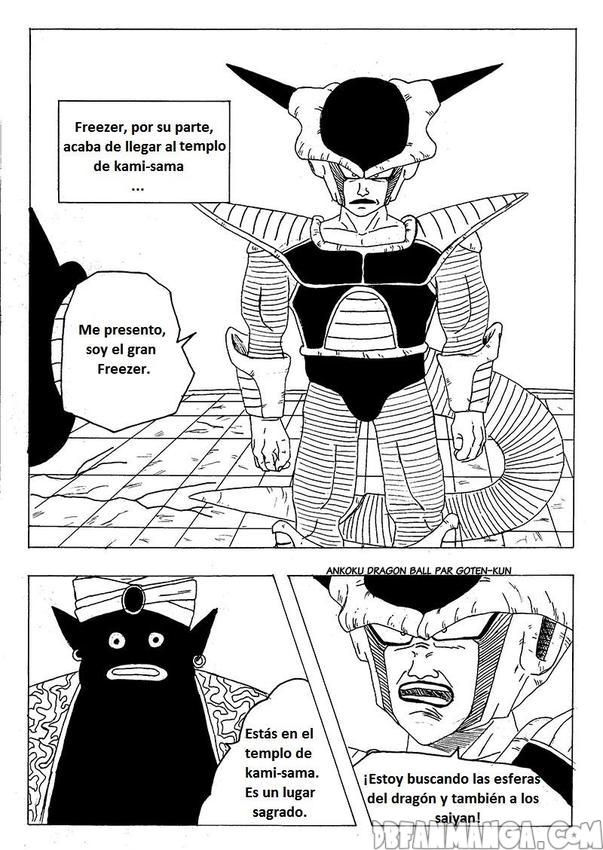 Freezer, por su parte,
acaba de llegar al templo
de kami-sama
...
Me presento,
soy el gran
Freezer.
ANKOKU DRAGON BALL PAR GOTEN-KUN
Estás en el
templo de
kami-sama.
Es un lugar
sagrado.
¡Estoy buscando las esferas
del dragón y también a los
saiyan!
DBFANMANGA.COM